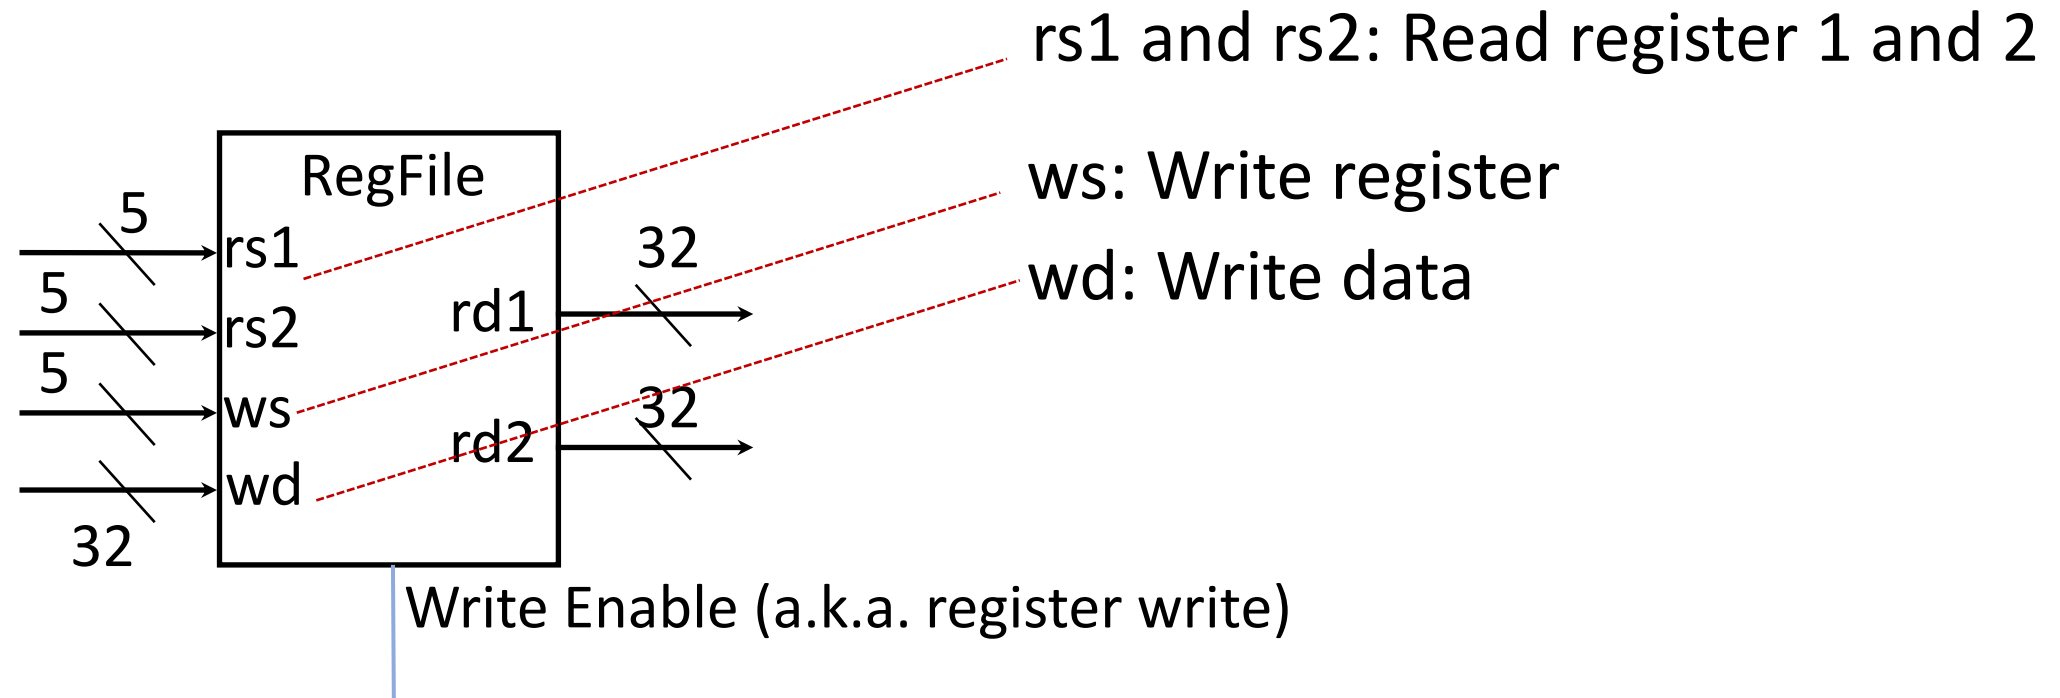 rs1 and rs2: Read register 1 and 2
RegFile
ws: Write register
5
rs1
32
wd: Write data
5
rs2
rd1
5
ws
32
rd2
wd
32
Write Enable (a.k.a. register write)